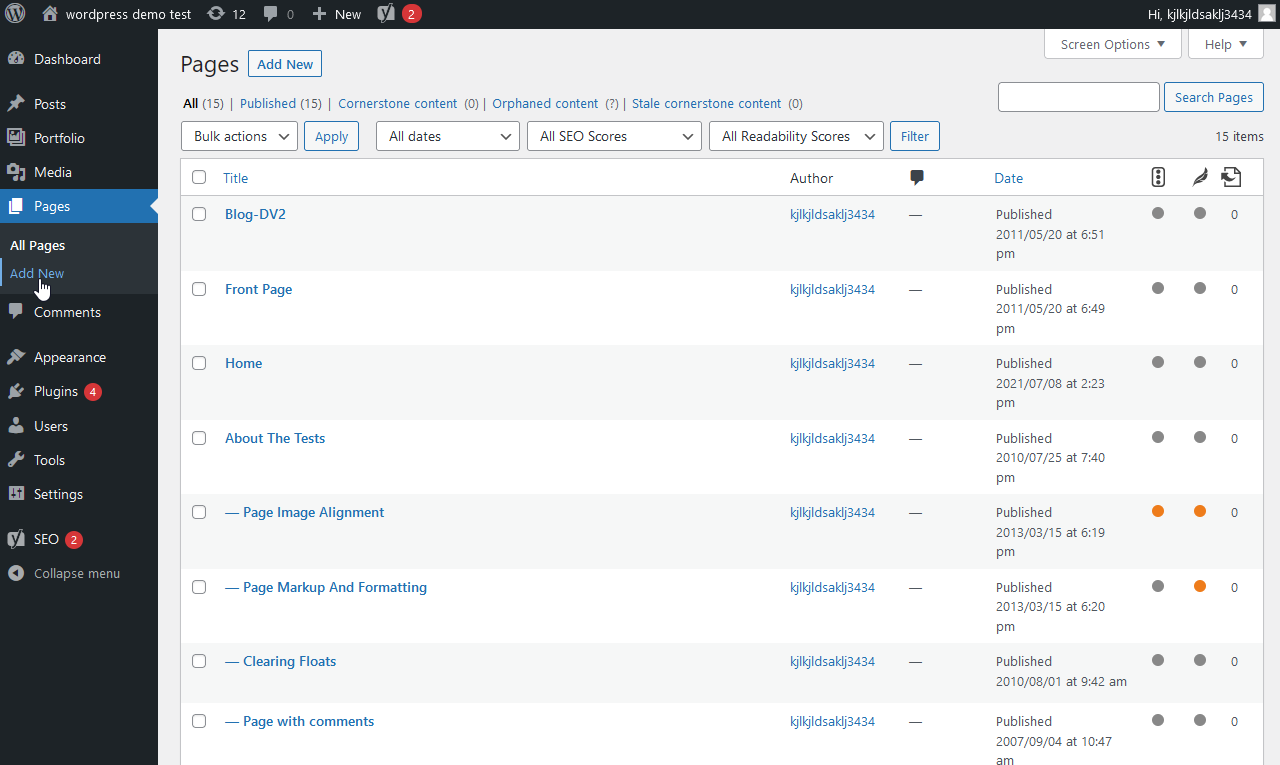 wordpress demo test 12 0 New 2 Hi, kjlkjldsaklj3434
Screen Options Help
Dashboard
Posts
Portfolio
Media
Pages
All Pages
Add New
Comments
Appearance
Plugins 4
Users
Tools
Settings
SEO 2
Collapse menu
Pages Add New
All (15) | Published (15) | Cornerstone content (0) | Orphaned content (?) | Stale cornerstone content (0)
Search Pages
Bulk actions Apply All dates All SEO Scores All Readability Scores Filter 15 items
Title Author Date
Blog-DV2 kjlkjldsaklj3434 — Published 0
2011/05/20 at 6:51
pm
Front Page kjlkjldsaklj3434 — Published 0
2011/05/20 at 6:49
pm
Home kjlkjldsaklj3434 — Published 0
2021/07/08 at 2:23
pm
About The Tests kjlkjldsaklj3434 — Published 0
2010/07/25 at 7:40
pm
— Page Image Alignment kjlkjldsaklj3434 — Published 0
2013/03/15 at 6:19
pm
— Page Markup And Formatting kjlkjldsaklj3434 — Published 0
2013/03/15 at 6:20
pm
— Clearing Floats kjlkjldsaklj3434 — Published 0
2010/08/01 at 9:42 am
— Page with comments kjlkjldsaklj3434 — Published 0
2007/09/04 at 10:47
am